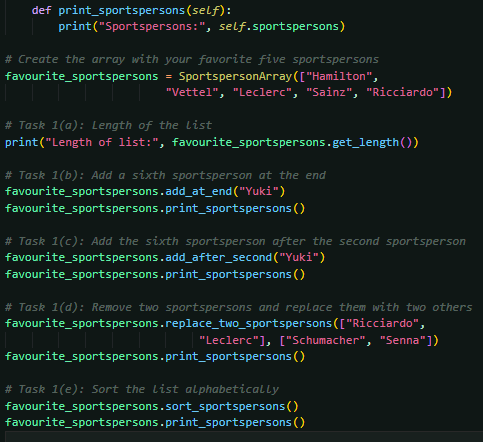 def print_sportspersons(self):
print("Sportspersons:", self.sportspersons)
# Create the array with your favorite five sportspersons
favourite_sportspersons = SportspersonArray(["Hamilton",
"Vettel", "Leclerc", "Sainz", "Ricciardo"])
# Task 1(a): Length of the list
print("Length of list:", favourite_sportspersons.get_length())
# Task 1(b): Add a sixth sportsperson at the end
favourite_sportspersons.add_at_end("Yuki")
favourite_sportspersons.print_sportspersons()
# Task 1(c): Add the sixth sportsperson after the second sportsperson
favourite_sportspersons.add_after_second("Yuki")
favourite_sportspersons.print_sportspersons()
# Task 1(d): Remove two sportspersons and replace them with two others
favourite_sportspersons.replace_two_sportspersons(["Ricciardo",
"Leclerc"], ["Schumacher", "Senna"])
favourite_sportspersons.print_sportspersons()
# Task 1(e): Sort the list alphabetically
favourite_sportspersons.sort_sportspersons()
favourite_sportspersons.print_sportspersons()